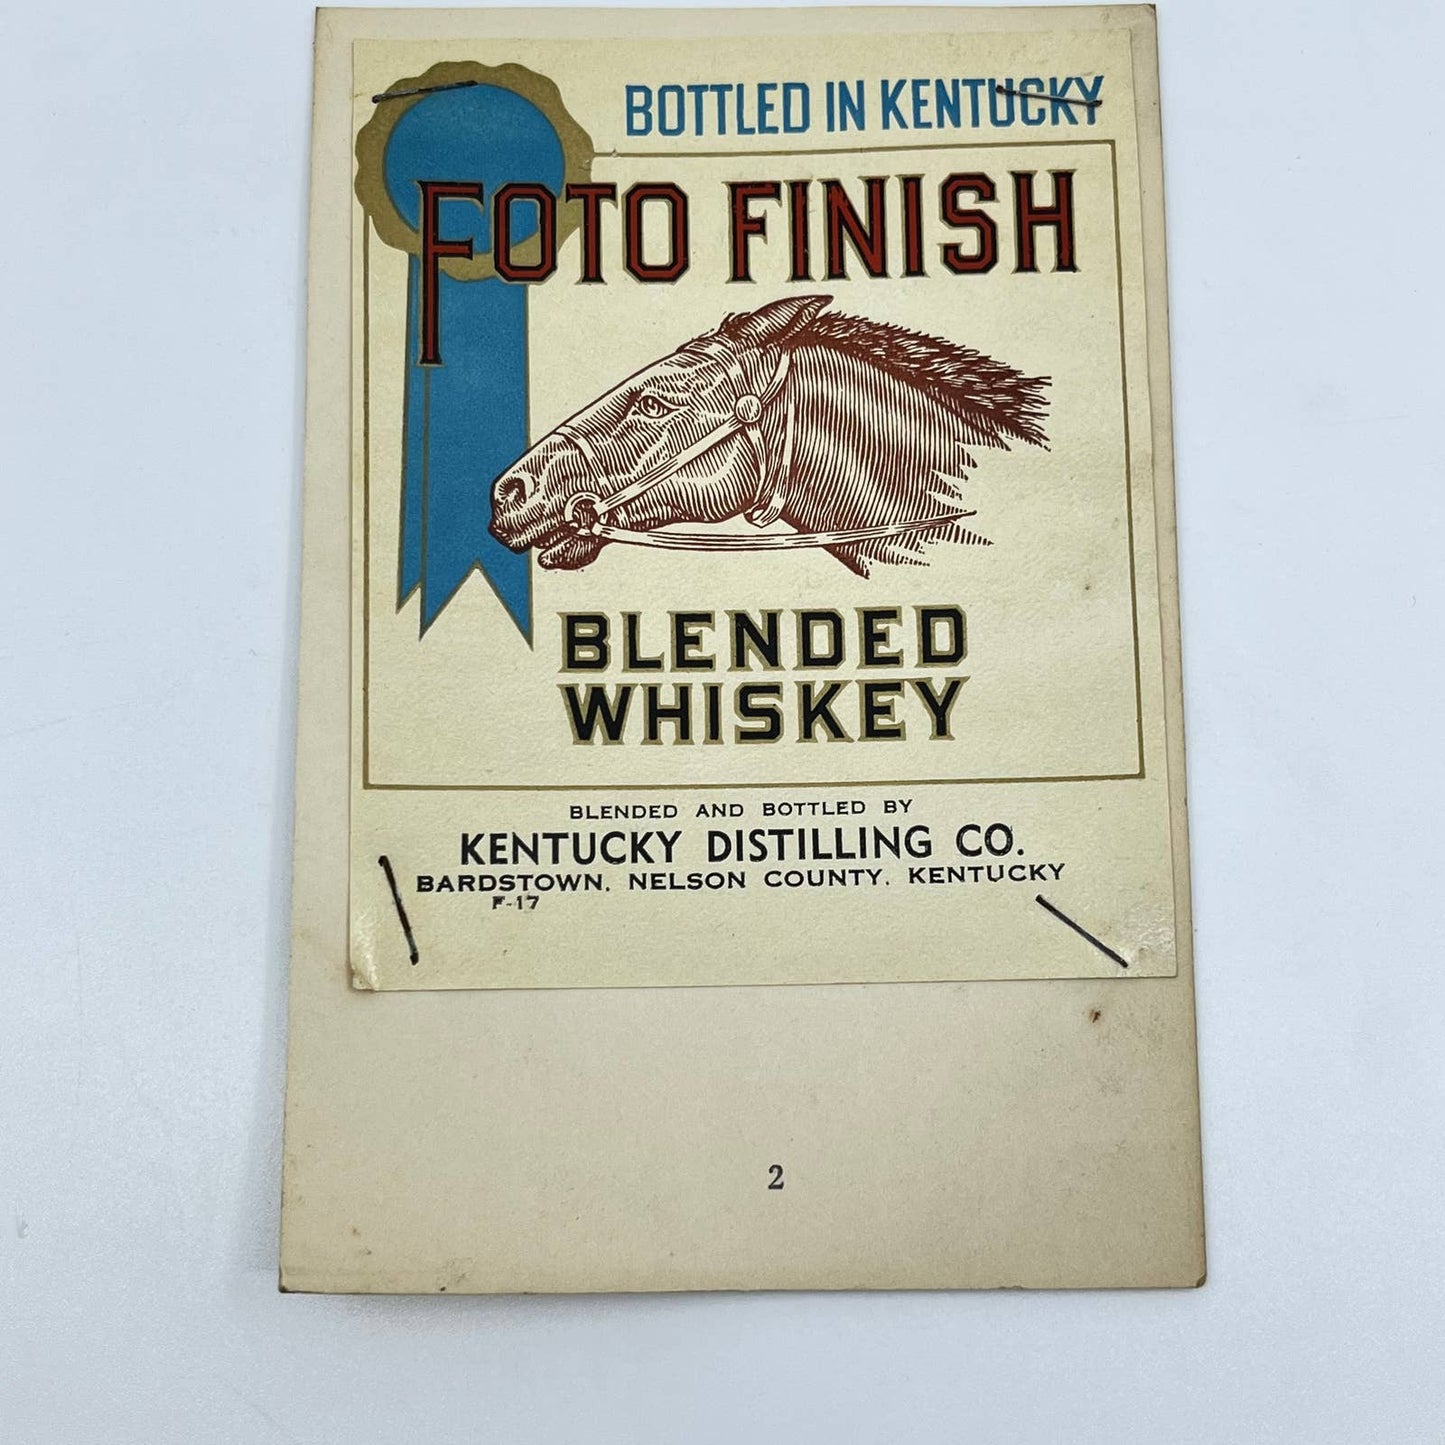 BOTTLED IN KENTUCKY
FOTO FINISH
BLENDED
WHISKEY
BLENDED AND BOTTLED BY
KENTUCKY DISTILLING CO.
BARDSTOWN, NELSON COUNTY, KENTUCKY
F-17
2